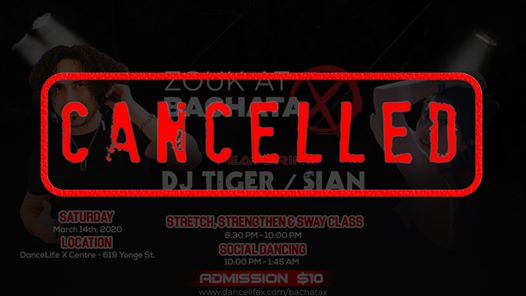 ZOUK AT
BACHATA X
CANCELLED
FEATURING
DJ TIGER / SIAN
SATURDAY
March 14th, 2020
LOCATION
DanceLife X Centre - 619 Yonge St.
STRETCH, STRENGTHEN & SWAY CLASS
8:30 PM - 10:00 PM
SOCIAL DANCING
10:00 PM - 1:45 AM
ADMISSION $10
www.dancelifex.com/bachatax